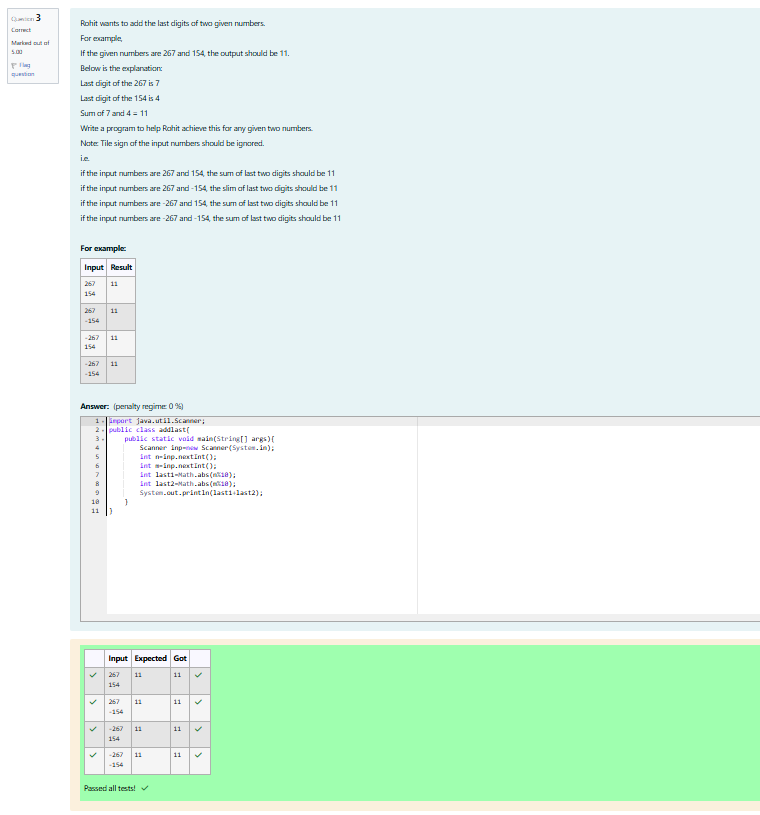 Question 3
Correct
Marked out of
5.00
Flag
question
Rohit wants to add the last digits of two given numbers.
For example,
If the given numbers are 267 and 154, the output should be 11.
Below is the explanation:
Last digit of the 267 is 7
Last digit of the 154 is 4
Sum of 7 and 4 = 11
Write a program to help Rohit achieve this for any given two numbers.
Note: Tile sign of the input numbers should be ignored.
i.e.
if the input numbers are 267 and 154, the sum of last two digits should be 11
if the input numbers are 267 and -154, the slim of last two digits should be 11
if the input numbers are -267 and 154, the sum of last two digits should be 11
if the input numbers are -267 and -154, the sum of last two digits should be 11
For example:
Input Result
267 11
154
267 11
-154
-267 11
154
-267 11
-154
Answer: (penalty regime: 0 %)
1 import java.util.Scanner;
2 public class addlast{
3 public static void main(String[] args){
4 Scanner inp=new Scanner(System.in);
5 int n=inp.nextInt();
6 int m=inp.nextInt();
7 int last1=Math.abs(n%10);
8 int last2=Math.abs(m%10);
9 System.out.println(last1+last2);
10 }
11 }
Input Expected Got
267 11 11
154
267 11 11
-154
-267 11 11
154
-267 11 11
-154
Passed all tests!